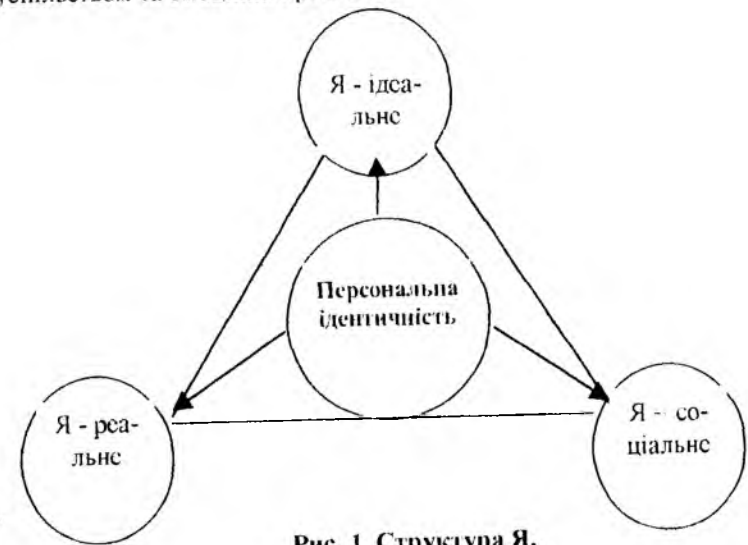 Я - ідеа-
льне
Персональна
ідентичність
Я - реа-
льне
Я - со-
ціальне
Рис. 1. Структура Я.